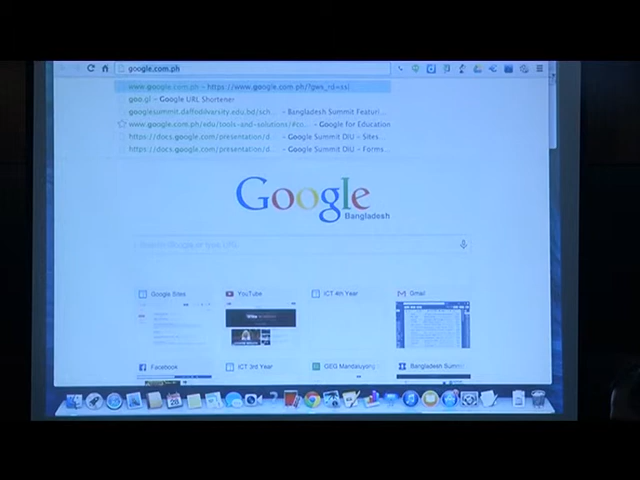 google.com.ph
www.google.com.ph - https://www.google.com.ph/?gws_rd=ssl
goo.gl - Google URL Shortener
googlesummit.daffodilvarsity.edu.bd/sch... - Bangladesh Summit Featuri...
www.google.com.ph/edu/tools-and-solutions/#co... - Google for Education
https://docs.google.com/presentation/d... - Google Summit DIU - Sites...
https://docs.google.com/presentation/d... - Google Summit DIU - Forms...
Google
Bangladesh
Search Google or type URL
Google Sites YouTube ICT 4th Year Gmail
Facebook ICT 3rd Year GEG Mandaluyong Bangladesh Summi
28